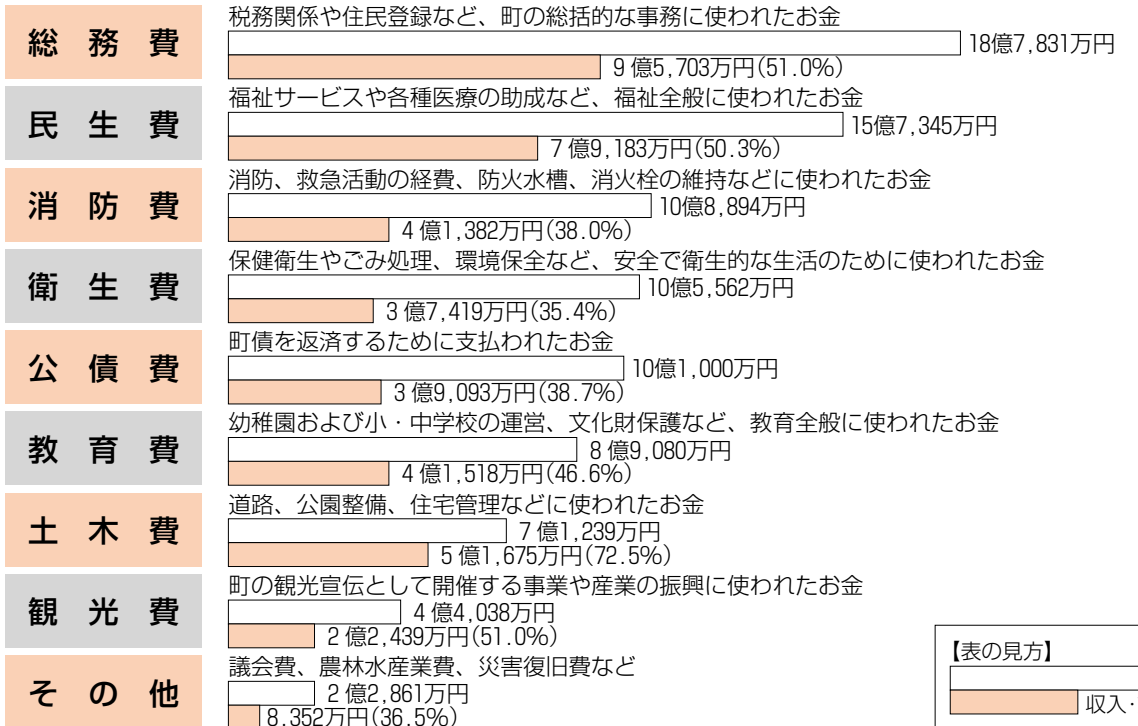 総務費
税務関係や住民登録など、町の総括的な事務に使われたお金
18億7,831万円
9億5,703万円(51.0%)
民生費
福祉サービスや各種医療の助成など、福祉全般に使われたお金
15億7,345万円
7億9,183万円(50.3%)
消防費
消防、救急活動の経費、防火水槽、消火栓の維持などに使われたお金
10億8,894万円
4億1,382万円(38.0%)
衛生費
保健衛生やごみ処理、環境保全など、安全で衛生的な生活のために使われたお金
10億5,562万円
3億7,419万円(35.4%)
公債費
町債を返済するために支払われたお金
10億1,000万円
3億9,093万円(38.7%)
教育費
幼稚園および小・中学校の運営、文化財保護など、教育全般に使われたお金
8億9,080万円
4億1,518万円(46.6%)
土木費
道路、公園整備、住宅管理などに使われたお金
7億1,239万円
5億1,675万円(72.5%)
観光費
町の観光宣伝として開催する事業や産業の振興に使われたお金
4億4,038万円
2億2,439万円(51.0%)
その他
議会費、農林水産業費、災害復旧費など
2億2,861万円
8,352万円(36.5%)
【表の見方】
収入・